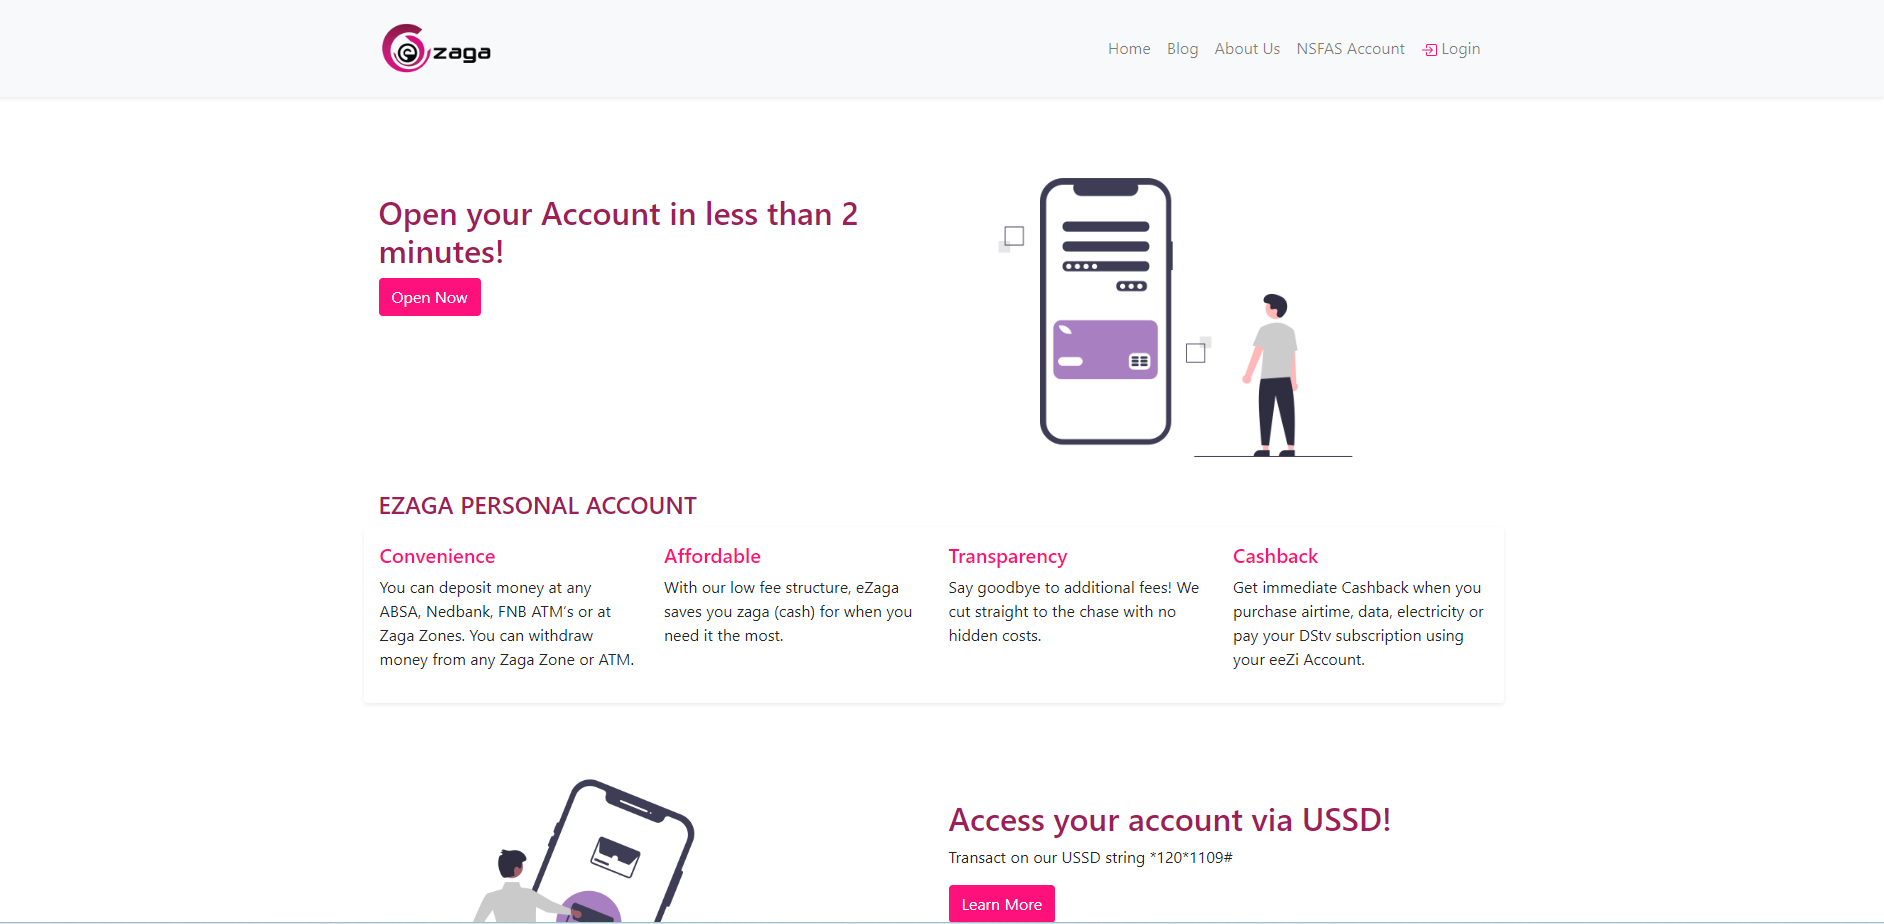 ezaga
Home Blog About Us NSFAS Account Login
Open your Account in less than 2
minutes!
Open Now
EZAGA PERSONAL ACCOUNT
Convenience
You can deposit money at any
ABSA, Nedbank, FNB ATM's or at
Zaga Zones. You can withdraw
money from any Zaga Zone or ATM.
Affordable
With our low fee structure, eZaga
saves you zaga (cash) for when you
need it the most.
Transparency
Say goodbye to additional fees! We
cut straight to the chase with no
hidden costs.
Cashback
Get immediate Cashback when you
purchase airtime, data, electricity or
pay your DStv subscription using
your eeZi Account.
Access your account via USSD!
Transact on our USSD string *120*1109#
Learn More